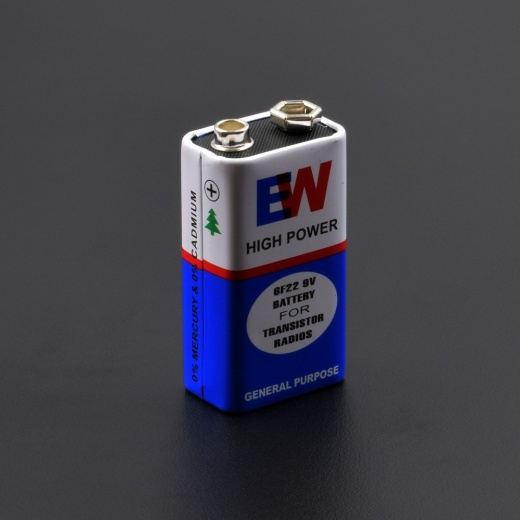 EW
HIGH POWER
6F22 9V
BATTERY
FOR
TRANSISTOR
RADIOS
GENERAL PURPOSE
0% MERCURY & 0% CADMIUM
+